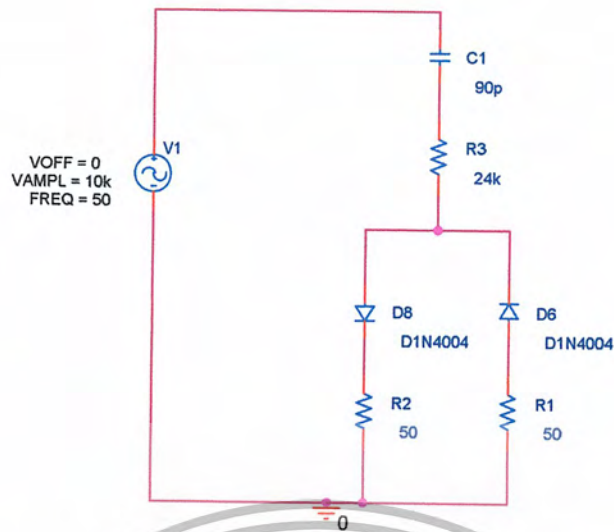 C1
90p
R3
24k
V1
VOFF = 0
VAMPL = 10k
FREQ = 50
D8
D1N4004
D6
D1N4004
R2
50
R1
50
0